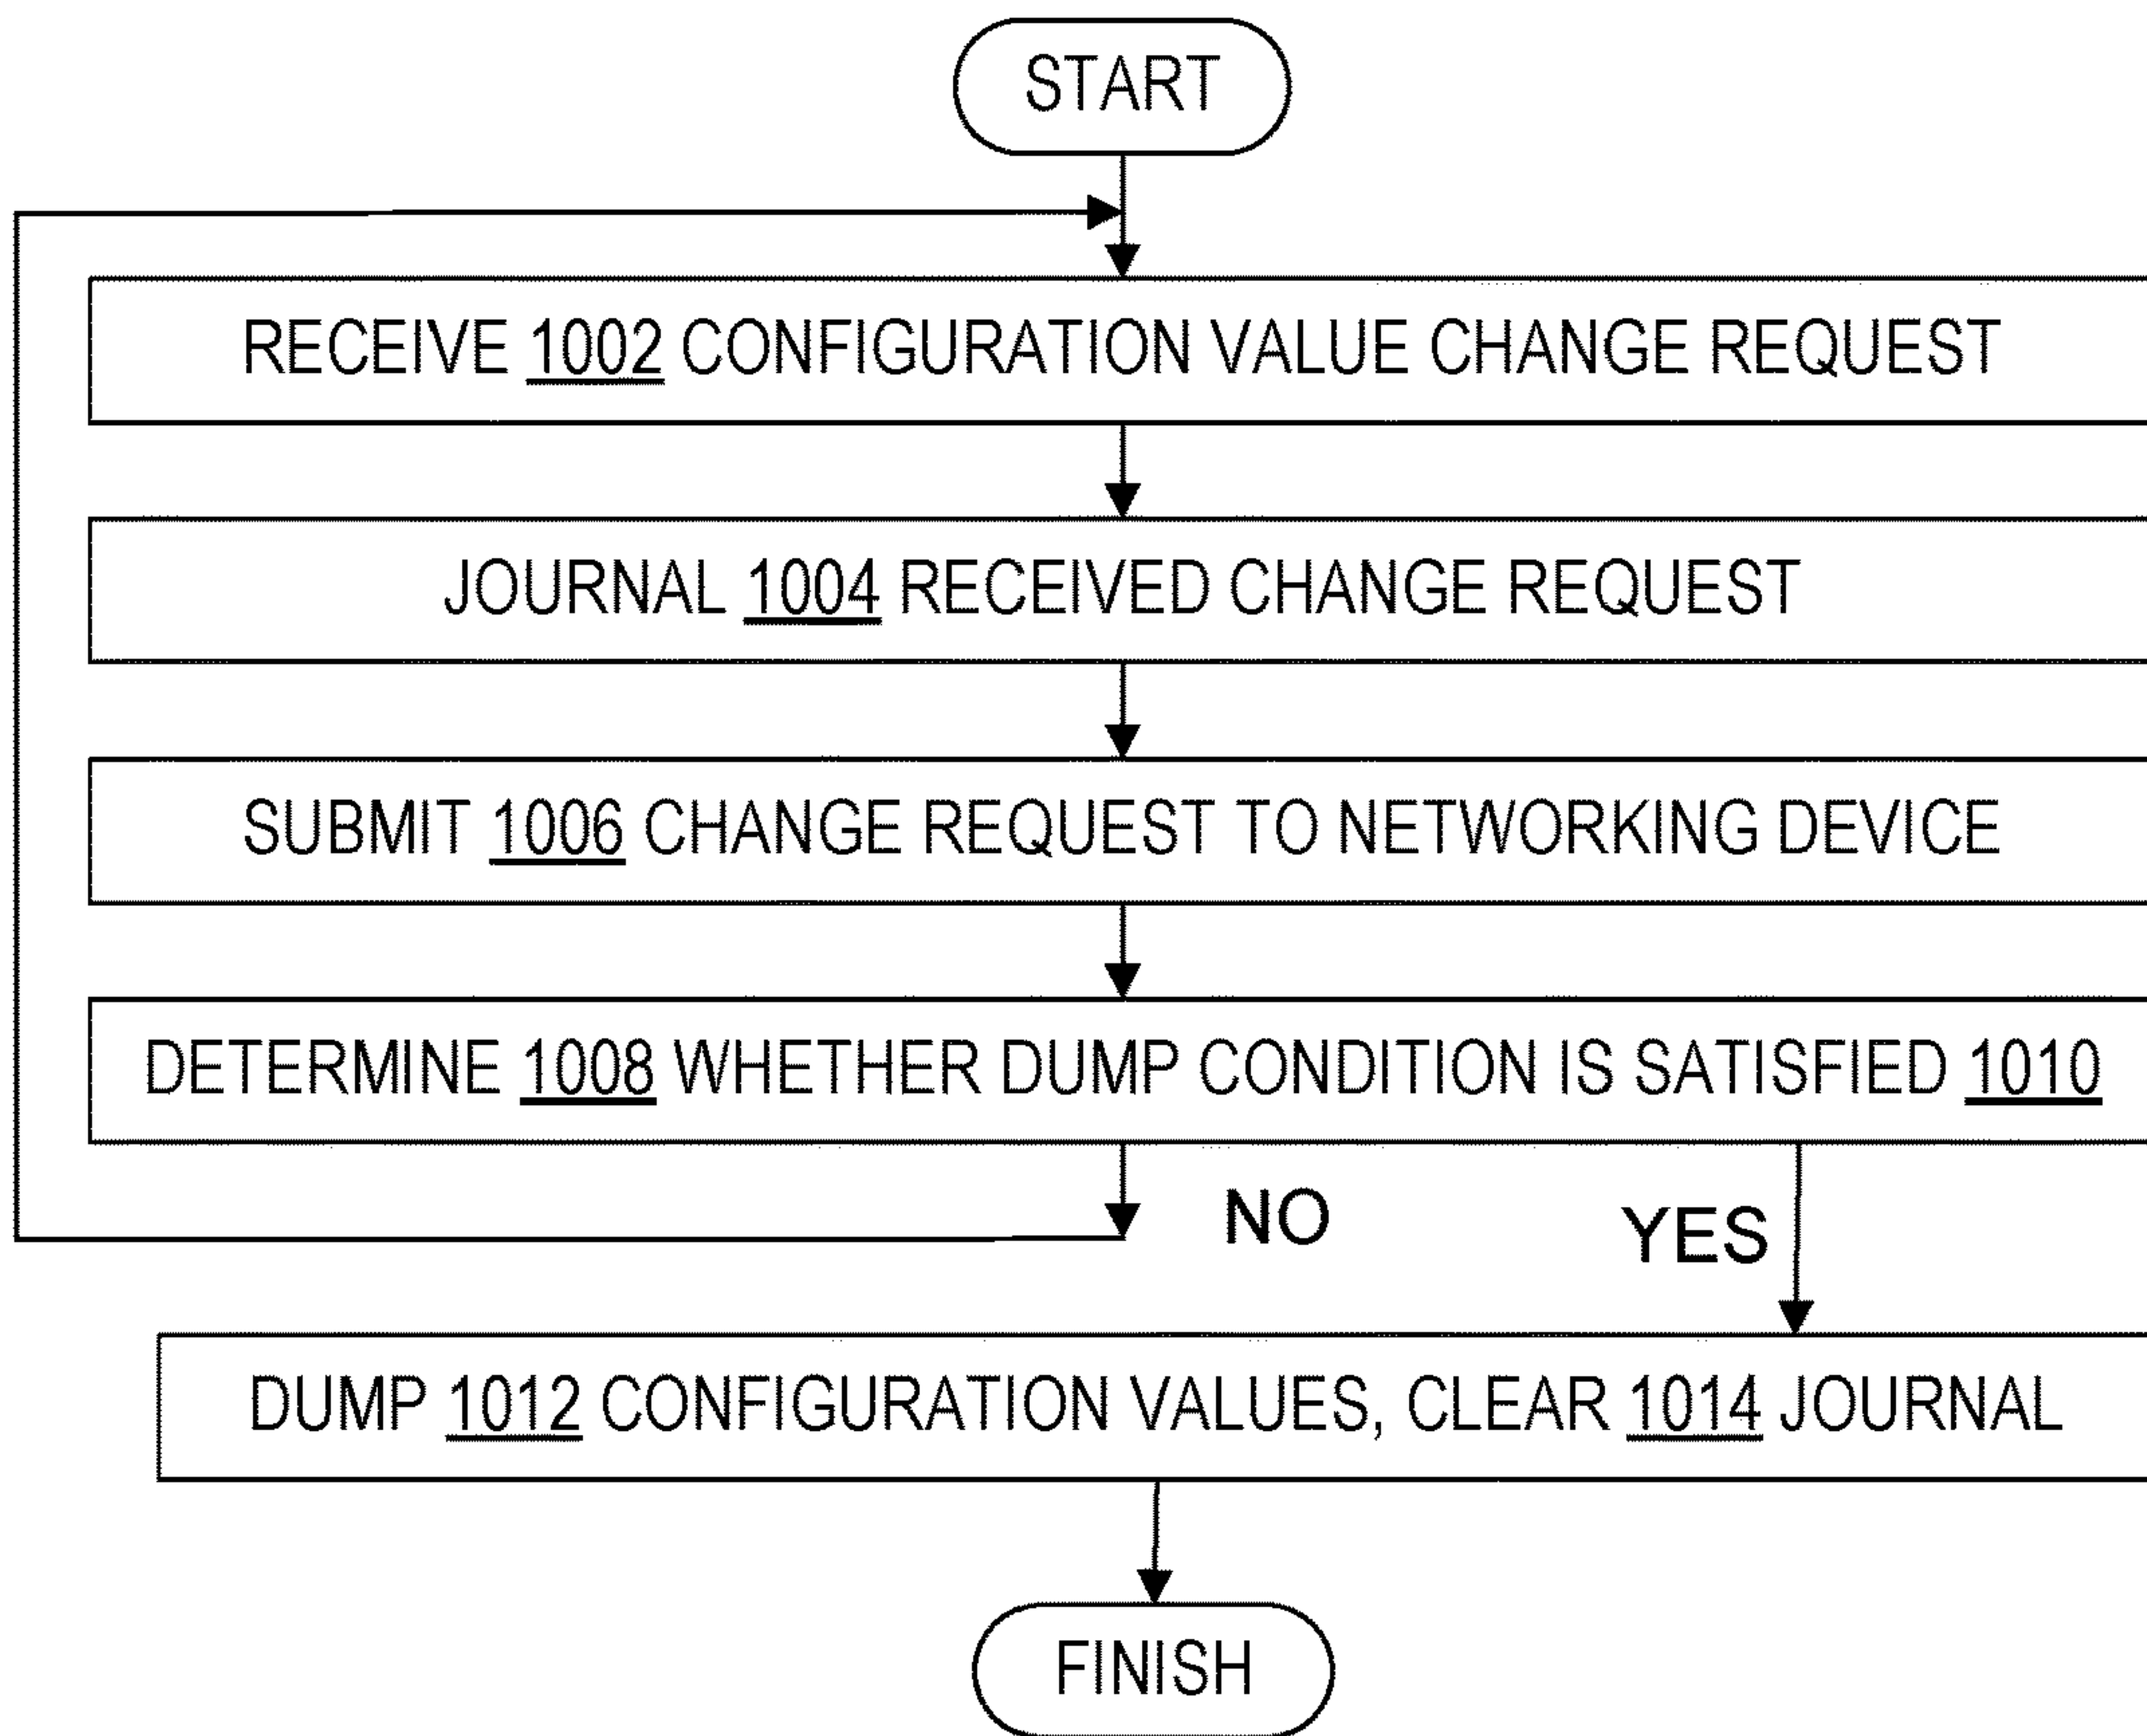 START
RECEIVE 1002 CONFIGURATION VALUE CHANGE REQUEST
JOURNAL 1004 RECEIVED CHANGE REQUEST
SUBMIT 1006 CHANGE REQUEST TO NETWORKING DEVICE
DETERMINE 1008 WHETHER DUMP CONDITION IS SATISFIED 1010
NO
YES
DUMP 1012 CONFIGURATION VALUES, CLEAR 1014 JOURNAL
FINISH